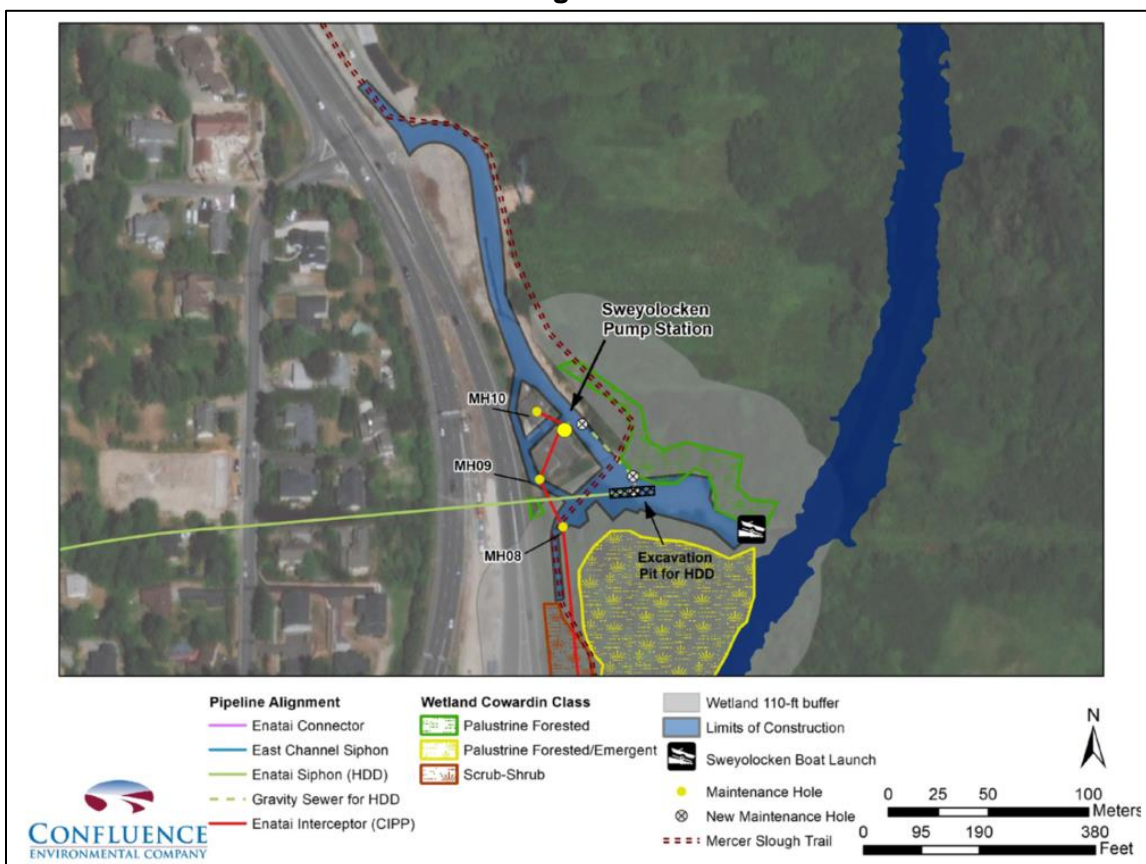 Sweyolocken
Pump Station
MH10
MH09
MH08
Excavation
Pit for HDD
Pipeline Alignment
Enatai Connector
East Channel Siphon
Enatai Siphon (HDD)
Gravity Sewer for HDD
Enatai Interceptor (CIPP)
Wetland Cowardin Class
Palustrine Forested
Palustrine Forested/Emergent
Scrub-Shrub
Wetland 110-ft buffer
Limits of Construction
Sweyolocken Boat Launch
Maintenance Hole
New Maintenance Hole
Mercer Slough Trail
N
0 25 50 100
Meters
0 95 190 380
Feet
CONFLUENCE
ENVIRONMENTAL COMPANY